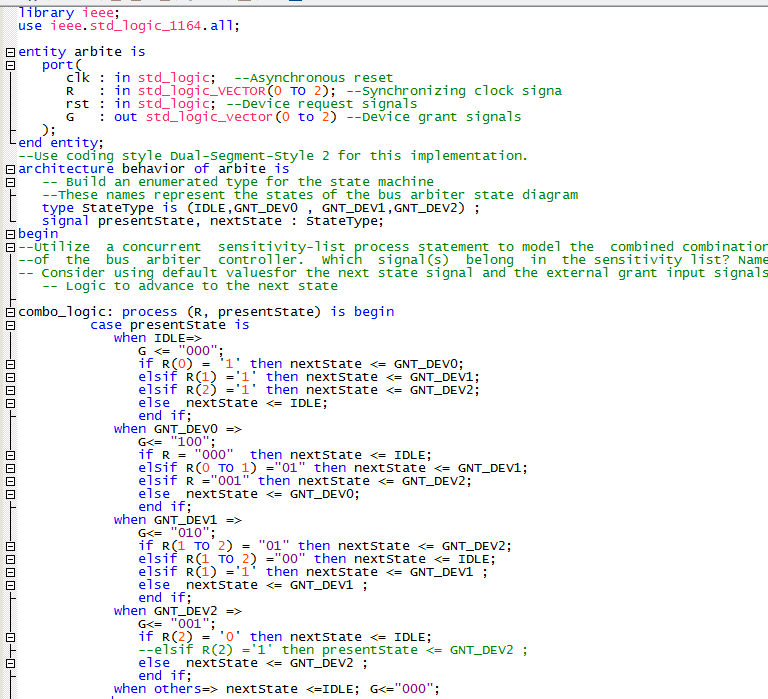 library ieee;
use ieee.std_logic_1164.all;
entity arbite is
port(
clk : in std_logic; --Asynchronous reset
R : in std_logic_VECTOR(0 TO 2); --Synchronizing clock signa
rst : in std_logic; --Device request signals
G : out std_logic_vector(0 to 2) --Device grant signals
);
end entity;
--Use coding style Dual-Segment-Style 2 for this implementation.
architecture behavior of arbite is
-- Build an enumerated type for the state machine
--These names represent the states of the bus arbiter state diagram
type StateType is (IDLE,GNT_DEV0 , GNT_DEV1,GNT_DEV2) ;
signal presentState, nextState : StateType;
begin
--Utilize a concurrent sensitivity-list process statement to model the combined combination
--of the bus arbiter controller. Which signal(s) belong in the sensitivity list? Name
-- Consider using default valuesfor the next state signal and the external grant input signals
-- Logic to advance to the next state
combo_logic: process (R, presentState) is begin
case presentState is
when IDLE=>
G <= "000";
if R(0) = '1' then nextState <= GNT_DEV0;
elsif R(1) ='1' then nextState <= GNT_DEV1;
elsif R(2) ='1' then nextState <= GNT_DEV2;
else nextState <= IDLE;
end if;
when GNT_DEV0 =>
G<= "100";
if R = "000" then nextState <= IDLE;
elsif R(0 TO 1) ="01" then nextState <= GNT_DEV1;
elsif R ="001" then nextState <= GNT_DEV2;
else nextState <= GNT_DEV0;
end if;
when GNT_DEV1 =>
G<= "010";
if R(1 TO 2) = "01" then nextState <= GNT_DEV2;
elsif R(1 TO 2) ="00" then nextState <= IDLE;
elsif R(1) ='1' then nextState <= GNT_DEV1 ;
else nextState <= GNT_DEV1 ;
end if;
when GNT_DEV2 =>
G<= "001";
if R(2) = '0' then nextState <= IDLE;
--elsif R(2) ='1' then presentState <= GNT_DEV2 ;
else nextState <= GNT_DEV2 ;
end if;
when others=> nextState <=IDLE; G<="000";